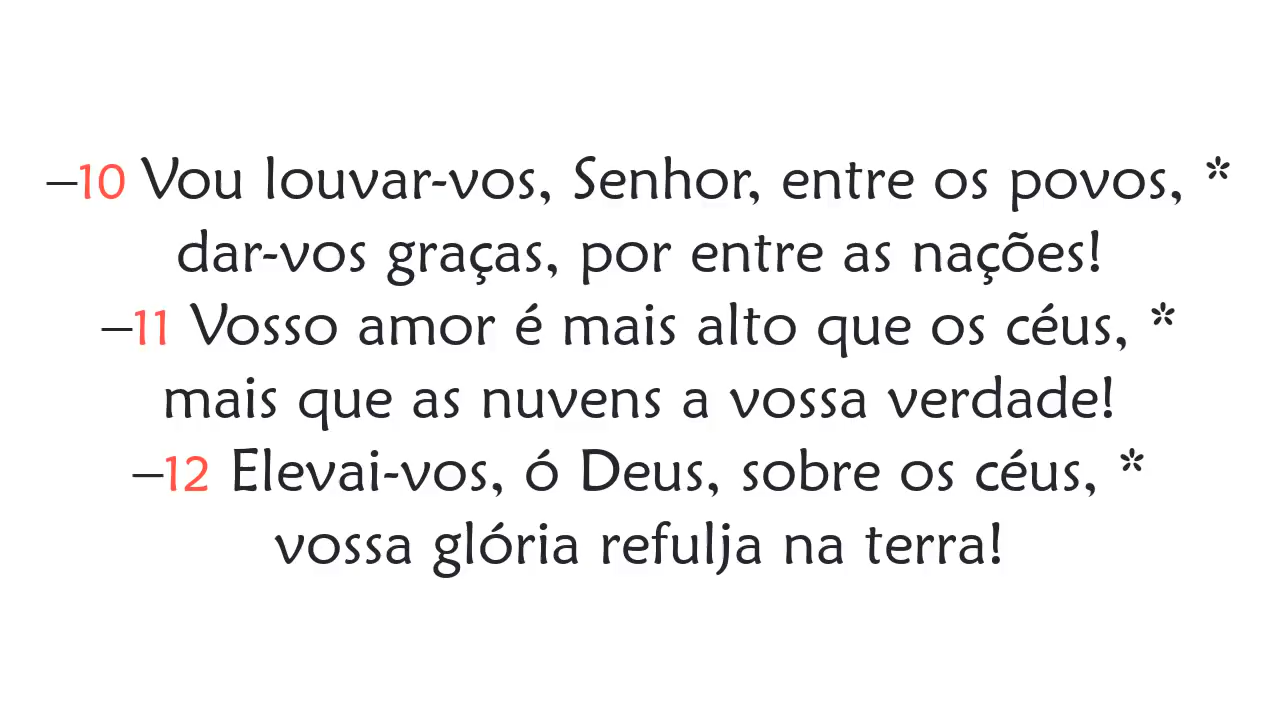 –10 Vou louvar-vos, Senhor, entre os povos, *
dar-vos graças, por entre as nações!
–11 Vosso amor é mais alto que os céus, *
mais que as nuvens a vossa verdade!
–12 Elevai-vos, ó Deus, sobre os céus, *
vossa glória refulja na terra!